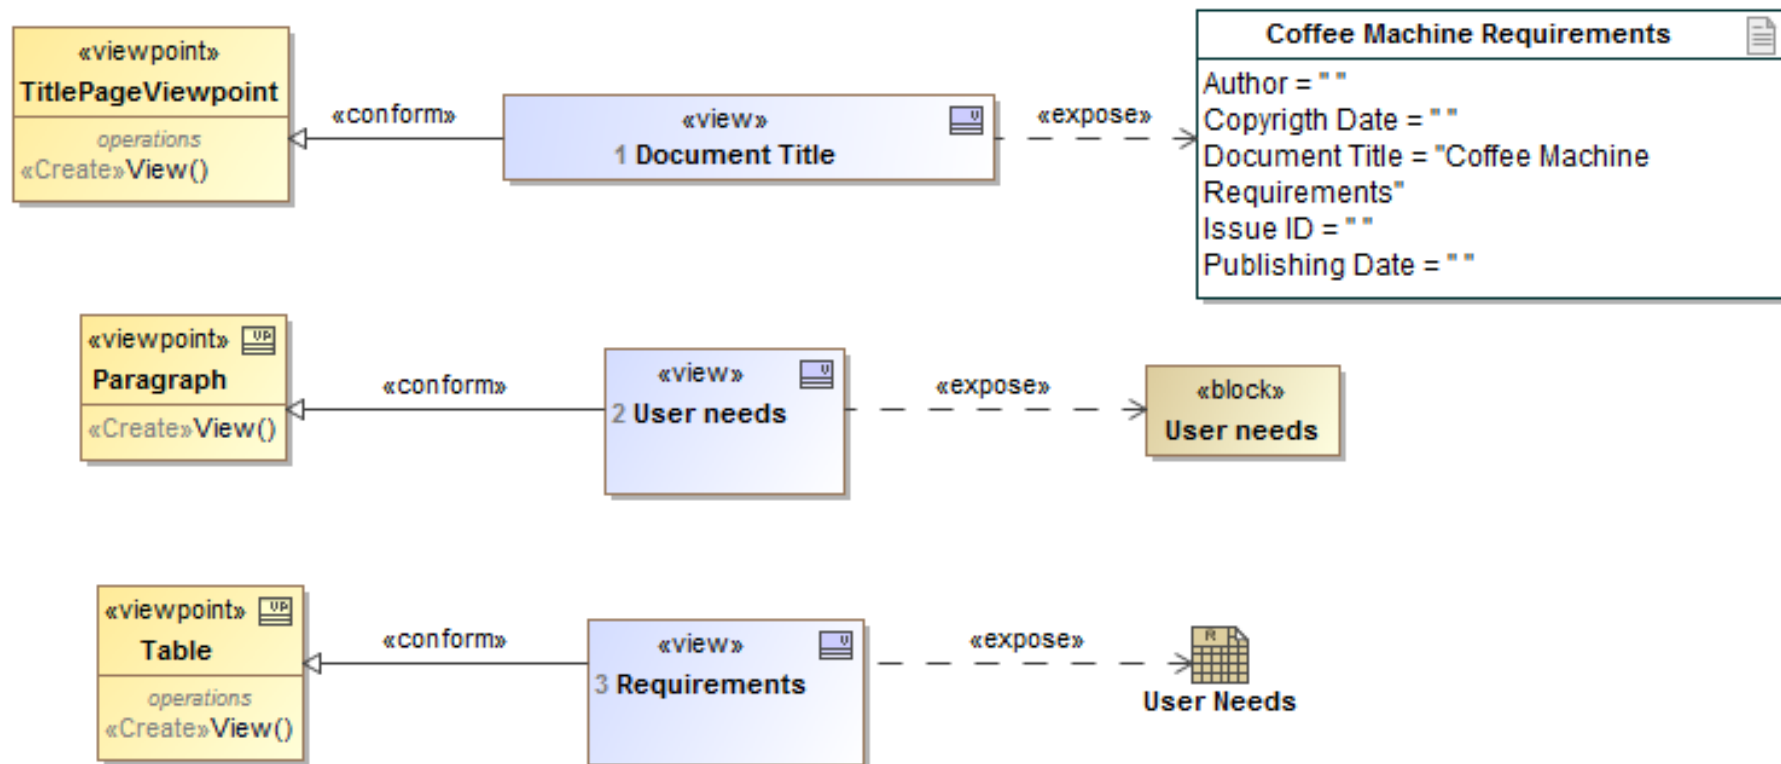 «viewpoint»
TitlePageViewpoint
operations
«Create»View()
«conform»
«view»
1 Document Title
«expose»
Coffee Machine Requirements
Author = " "
Copyrigth Date = " "
Document Title = "Coffee Machine
Requirements"
Issue ID = " "
Publishing Date = " "
«viewpoint»
VP
Paragraph
«Create»View()
«conform»
«view»
V
2 User needs
«expose»
«block»
User needs
«viewpoint»
VP
Table
operations
«Create»View()
«conform»
«view»
V
3 Requirements
«expose»
R
User Needs